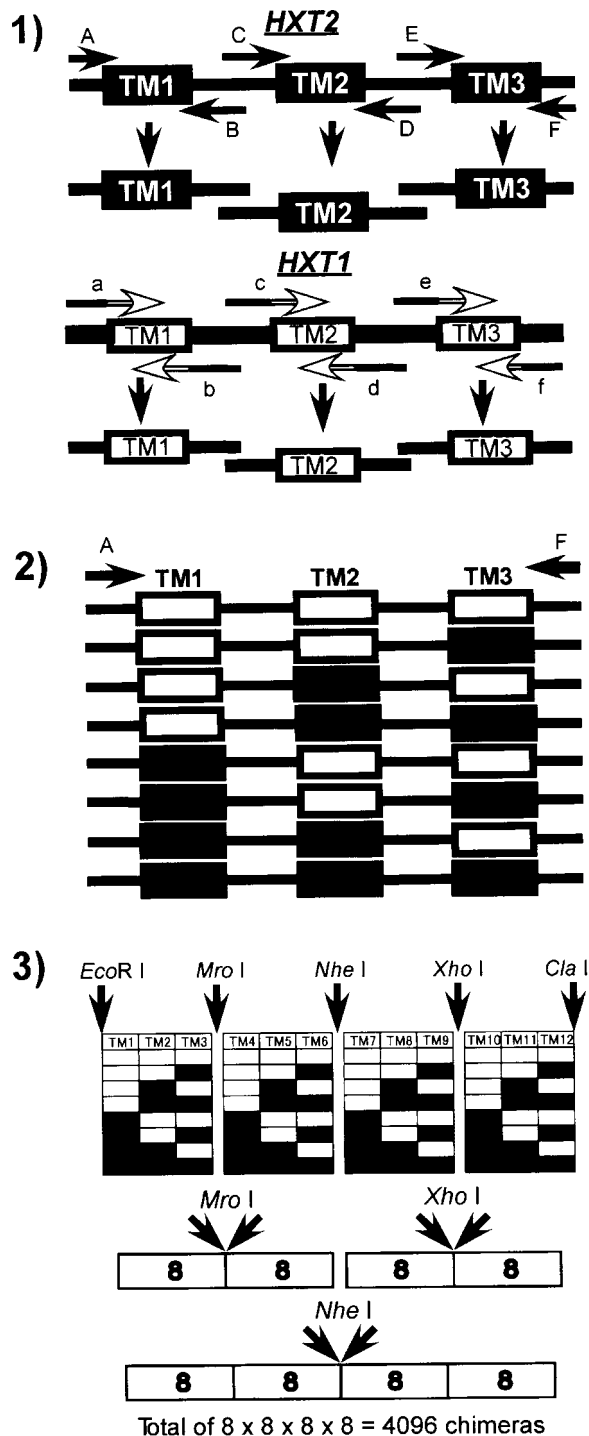 1)
HXT2
A C E
TM1 TM2 TM3
B D F
TM1 TM2 TM3
HXT1
a c e
TM1 TM2 TM3
b d f
TM1 TM2 TM3
2)
A F
TM1 TM2 TM3
3)
EcoR I Mro I Nhe I Xho I Cla I
TM1 TM2 TM3 TM4 TM5 TM6 TM7 TM8 TM9 TM10 TM11 TM12
Mro I Xho I
8 8 8 8
Nhe I
8 8 8 8
Total of 8 x 8 x 8 x 8 = 4096 chimeras